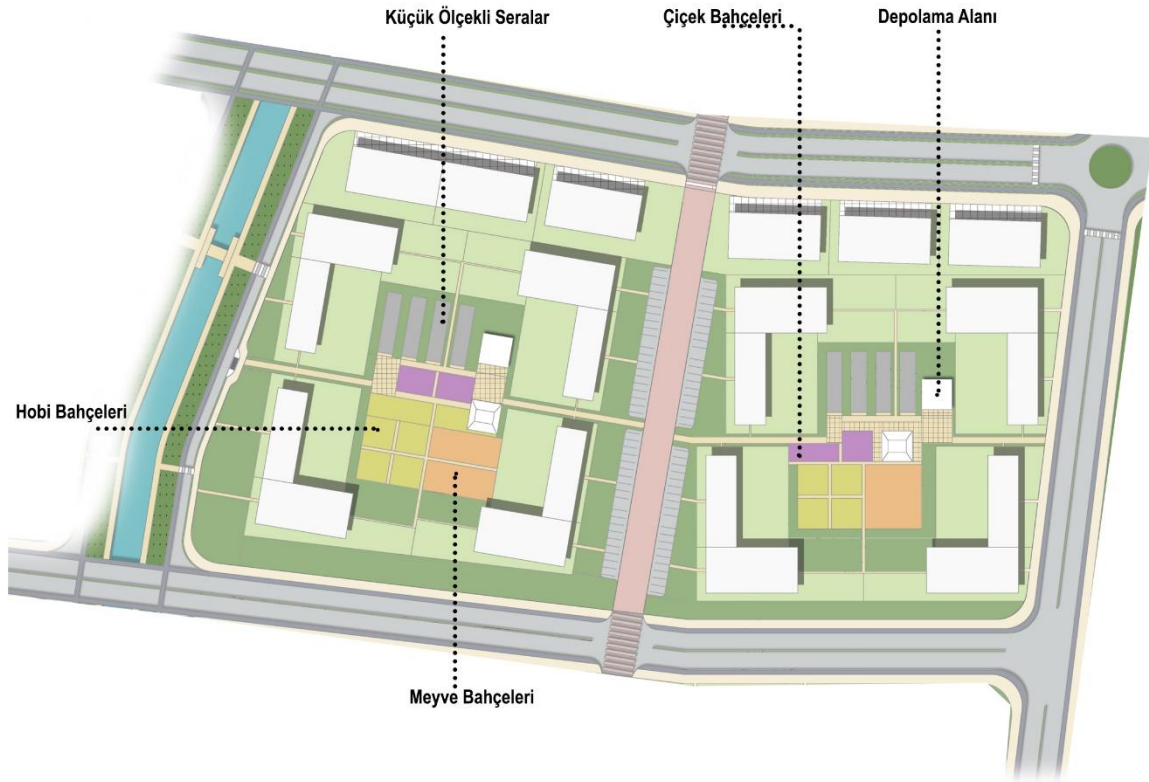 Küçük Ölçekli Seralar
Çiçek Bahçeleri
Depolama Alanı
Hobi Bahçeleri
Meyve Bahçeleri